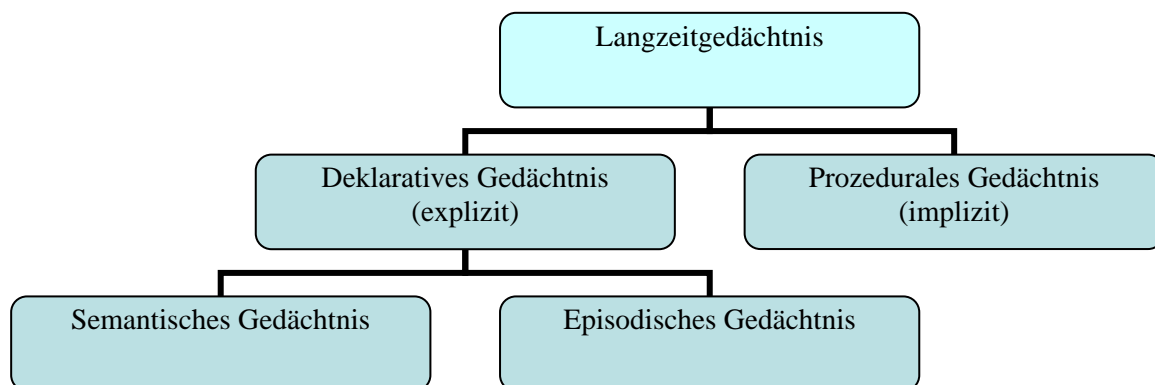 Langzeitgedächtnis
Deklaratives Gedächtnis
(explizit)
Prozedurales Gedächtnis
(implizit)
Semantisches Gedächtnis
Episodisches Gedächtnis